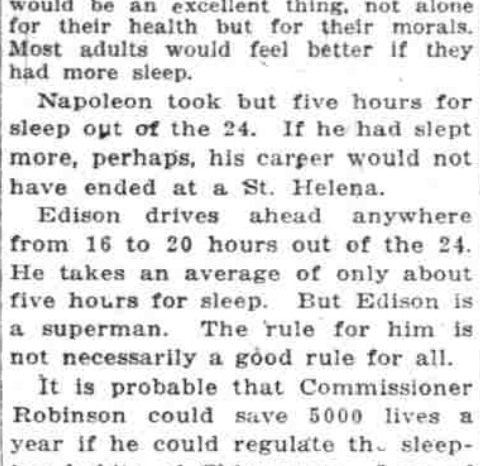 would be an excellent thing, not alone
for their health but for their morals.
Most adults would feel better if they
had more sleep.
Napoleon took but five hours for
sleep out of the 24. If he had slept
more, perhaps, his career would not
have ended at a St. Helena.
Edison drives ahead anywhere
from 16 to 20 hours out of the 24.
He takes an average of only about
five hours for sleep. But Edison is
a superman. The rule for him is
not necessarily a good rule for all.
It is probable that Commissioner
Robinson could save 5000 lives a
year if he could regulate the sleep-